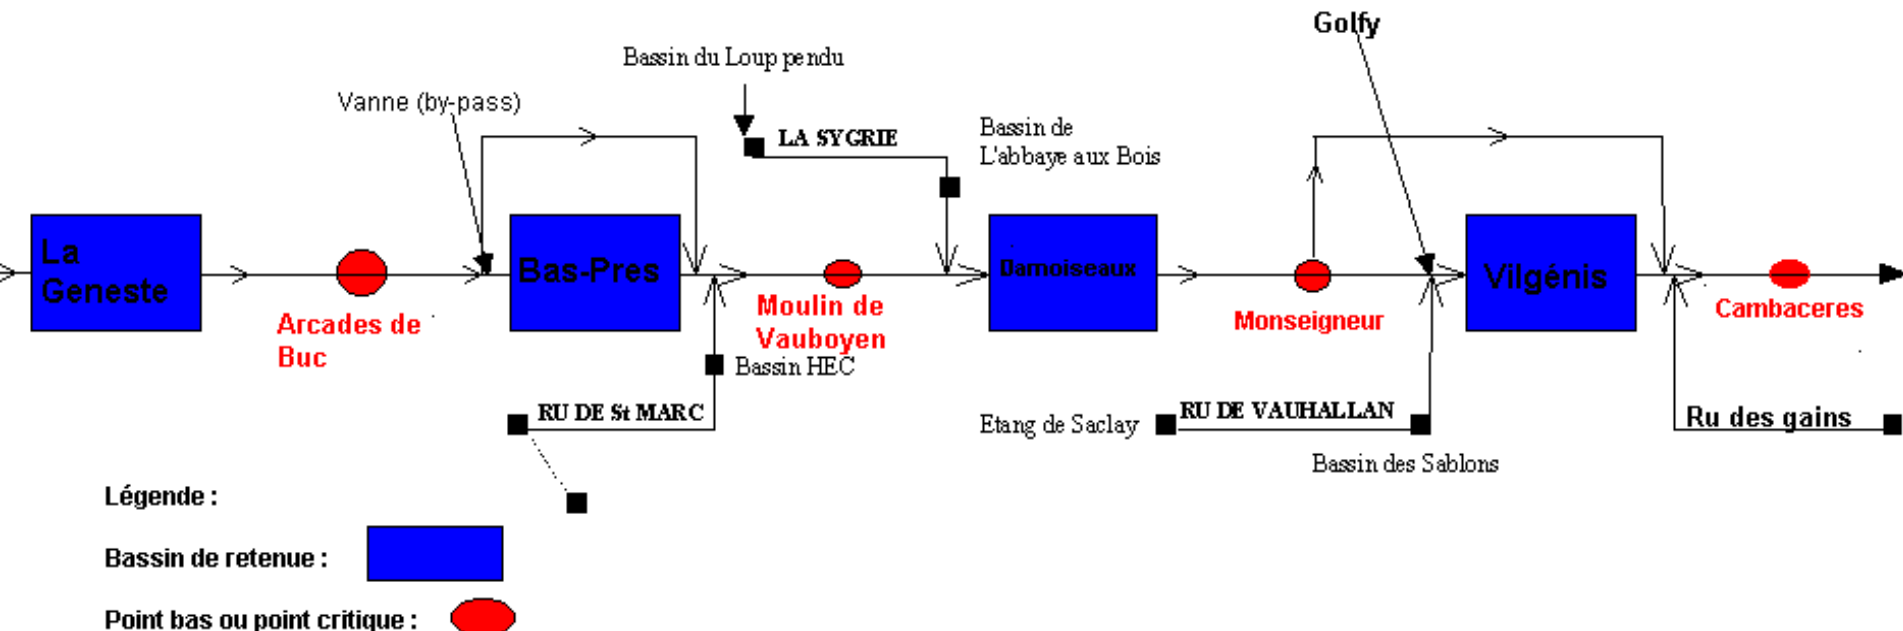 Golfy
Bassin du Loup pendu
Vanne (by-pass)
LA SYGRIE
Bassin de
L'abbaye aux Bois
La
Geneste
Bas-Pres
Damoiseaux
Vilgénis
Arcades de
Buc
Moulin de
Vauboyen
Monseigneur
Cambaceres
Bassin HEC
RU DE St MARC
Etang de Saclay
RU DE VAUHALLAN
Ru des gains
Bassin des Sablons
Légende :
Bassin de retenue :
Point bas ou point critique :